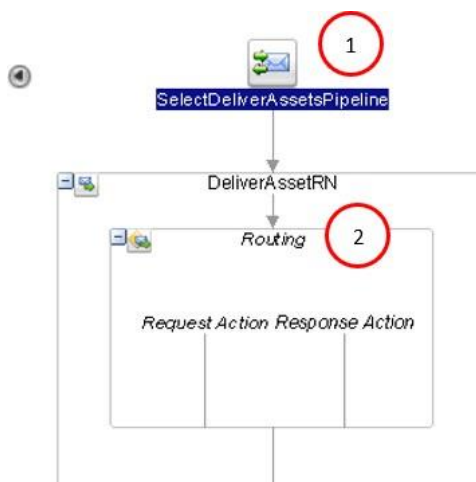 1
SelectDeliverAssetsPipeline
DeliverAssetRN
Routing
2
Request Action Response Action